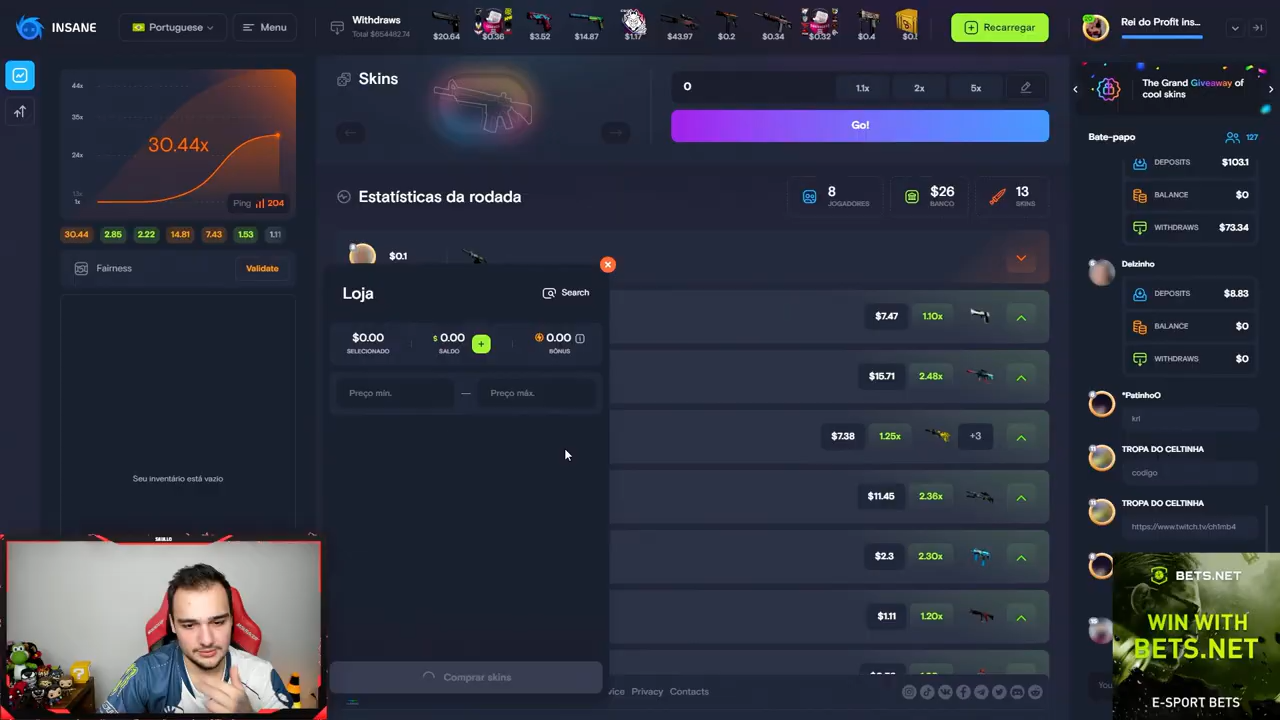 INSANE
Portuguese
Menu
Withdraws
Total $654482.74
$20.64
$0.36
$3.52
$14.87
$1.17
$43.97
$0.2
$0.34
$0.32
$0.4
Recarregar
Rei do Profit ins...
44x
35x
24x
1x
30.44x
Ping 204
30.44 2.85 2.22 14.81 7.43 1.53 1.11
Fairness
Validate
Seu inventário está vazio
Skins
0
1.1x
2x
5x
Go!
Estatísticas da rodada
8
JOGADORES
$26
BANCO
13
SKINS
$0.1
Loja
Search
$0.00
SELECIONADO
$ 0.00
SALDO
+
0.00
BÔNUS
Preço mín.
—
Preço máx.
Comprar skins
$7.47 1.10x
$15.71 2.48x
$7.38 1.25x +3
$11.45 2.36x
$2.3 2.30x
$1.11 1.20x
Privacy
Contacts
The Grand Giveaway of
cool skins
Bate-papo
127
DEPOSITS $103.1
BALANCE $0
WITHDRAWS $73.34
Delzinho
DEPOSITS $8.83
BALANCE $0
WITHDRAWS $0
*PatinhoO
krl
TROPA DO CELTINHA
codigo
TROPA DO CELTINHA
https://www.twitch.tv/ch1mb4
BETS.NET
WIN WITH
BETS.NET
E-SPORT BETS